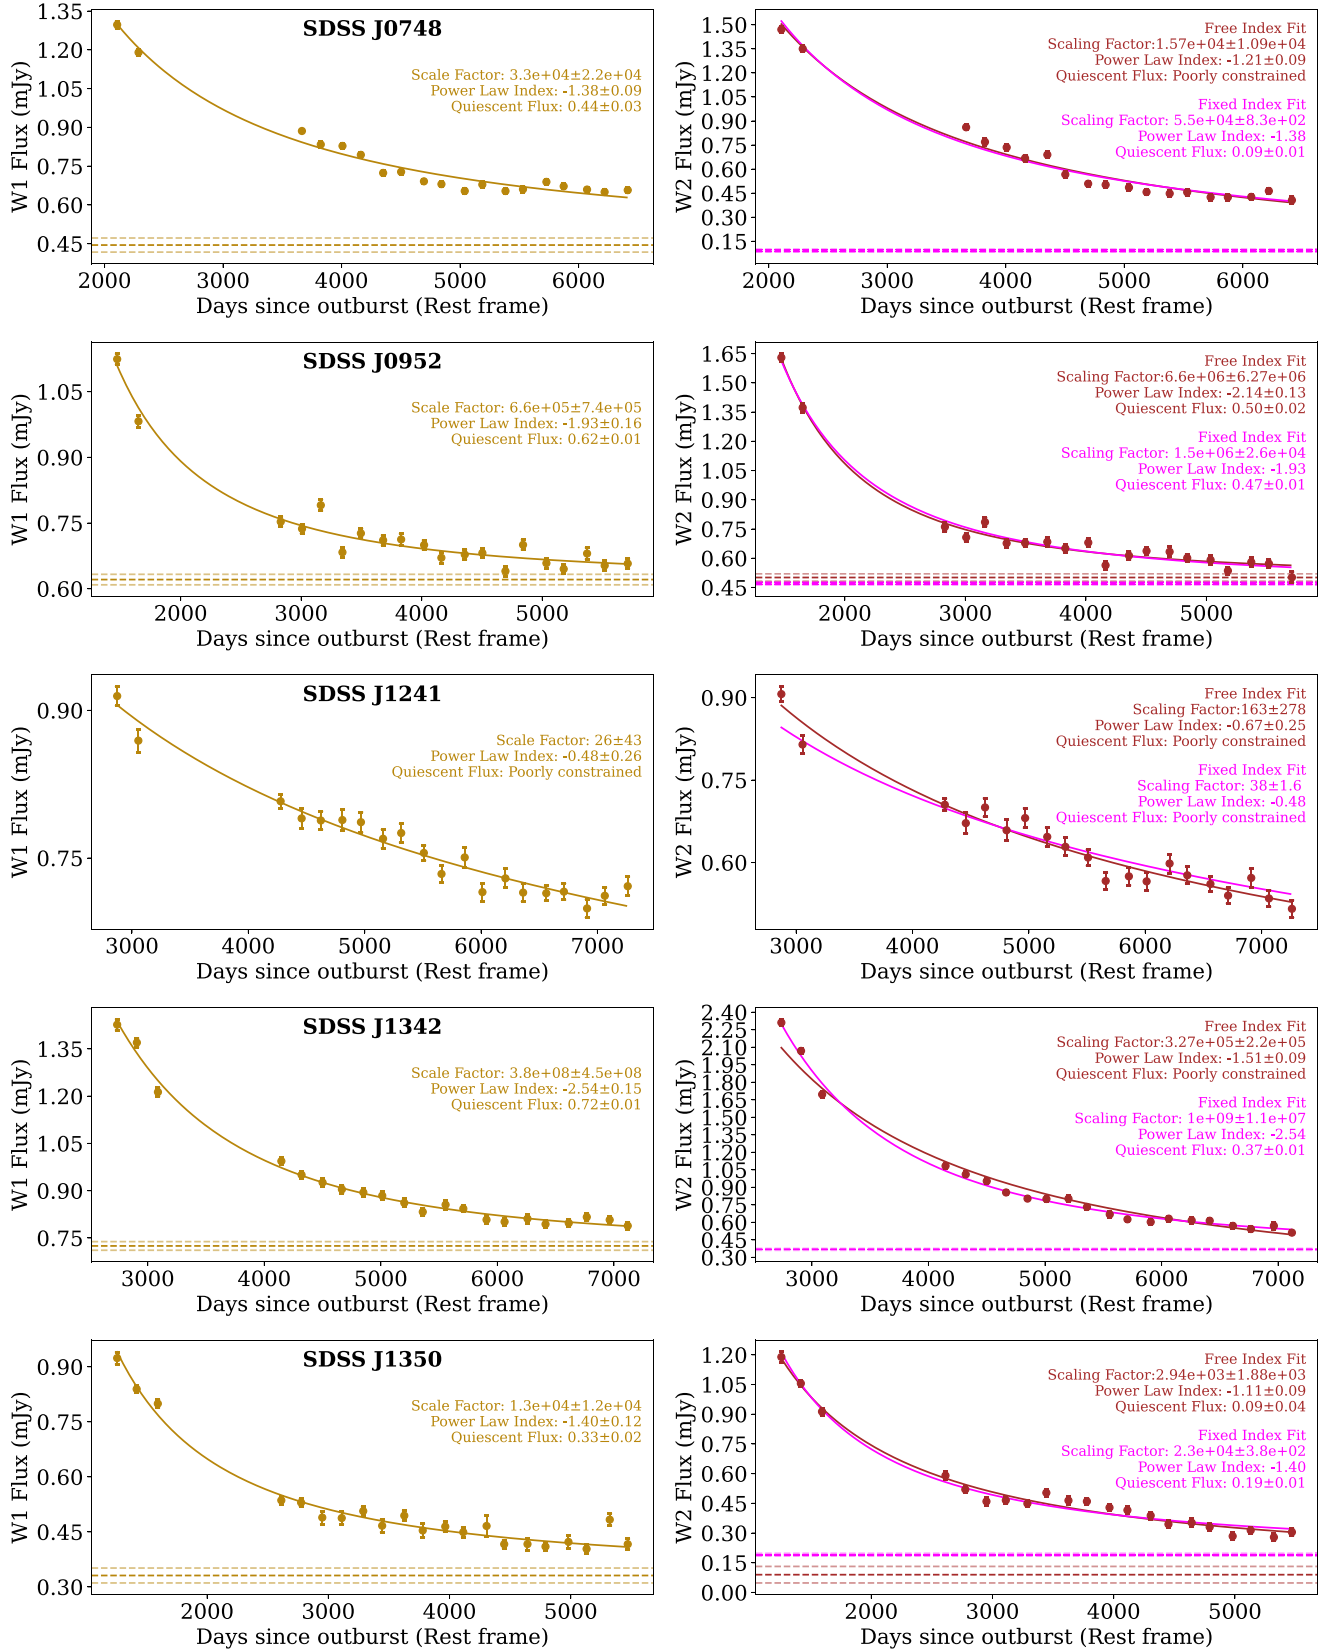 SDSS J0748
Scale Factor: 3.3e+04±2.2e+04
Power Law Index: -1.38±0.09
Quiescent Flux: 0.44±0.03
W1 Flux (mJy)
1.35
1.20
1.05
0.90
0.75
0.60
0.45
2000 3000 4000 5000 6000
Days since outburst (Rest frame)
Free Index Fit
Scaling Factor:1.57e+04±1.09e+04
Power Law Index: -1.21±0.09
Quiescent Flux: Poorly constrained
Fixed Index Fit
Scaling Factor: 5.5e+04±8.3e+02
Power Law Index: -1.38
Quiescent Flux: 0.09±0.01
W2 Flux (mJy)
1.50
1.35
1.20
1.05
0.90
0.75
0.60
0.45
0.30
0.15
2000 3000 4000 5000 6000
Days since outburst (Rest frame)
SDSS J0952
Scale Factor: 6.6e+05±7.4e+05
Power Law Index: -1.93±0.16
Quiescent Flux: 0.62±0.01
W1 Flux (mJy)
1.05
0.90
0.75
0.60
2000 3000 4000 5000
Days since outburst (Rest frame)
Free Index Fit
Scaling Factor:6.6e+06±6.27e+06
Power Law Index: -2.14±0.13
Quiescent Flux: 0.50±0.02
Fixed Index Fit
Scaling Factor: 1.5e+06±2.6e+04
Power Law Index: -1.93
Quiescent Flux: 0.47±0.01
W2 Flux (mJy)
1.65
1.50
1.35
1.20
1.05
0.90
0.75
0.60
0.45
2000 3000 4000 5000
Days since outburst (Rest frame)
SDSS J1241
Scale Factor: 26±43
Power Law Index: -0.48±0.26
Quiescent Flux: Poorly constrained
W1 Flux (mJy)
0.90
0.75
3000 4000 5000 6000 7000
Days since outburst (Rest frame)
Free Index Fit
Scaling Factor:163±278
Power Law Index: -0.67±0.25
Quiescent Flux: Poorly constrained
Fixed Index Fit
Scaling Factor: 38±1.6
Power Law Index: -0.48
Quiescent Flux: Poorly constrained
W2 Flux (mJy)
0.90
0.75
0.60
3000 4000 5000 6000 7000
Days since outburst (Rest frame)
SDSS J1342
Scale Factor: 3.8e+08±4.5e+08
Power Law Index: -2.54±0.15
Quiescent Flux: 0.72±0.01
W1 Flux (mJy)
1.35
1.20
1.05
0.90
0.75
3000 4000 5000 6000 7000
Days since outburst (Rest frame)
Free Index Fit
Scaling Factor:3.27e+05±2.2e+05
Power Law Index: -1.51±0.09
Quiescent Flux: Poorly constrained
Fixed Index Fit
Scaling Factor: 1e+09±1.1e+07
Power Law Index: -2.54
Quiescent Flux: 0.37±0.01
W2 Flux (mJy)
2.40
2.25
2.10
1.95
1.80
1.65
1.50
1.35
1.20
1.05
0.90
0.75
0.60
0.45
0.30
3000 4000 5000 6000 7000
Days since outburst (Rest frame)
SDSS J1350
Scale Factor: 1.3e+04±1.2e+04
Power Law Index: -1.40±0.12
Quiescent Flux: 0.33±0.02
W1 Flux (mJy)
0.90
0.75
0.60
0.45
0.30
2000 3000 4000 5000
Days since outburst (Rest frame)
Free Index Fit
Scaling Factor:2.94e+03±1.88e+03
Power Law Index: -1.11±0.09
Quiescent Flux: 0.09±0.04
Fixed Index Fit
Scaling Factor: 2.3e+04±3.8e+02
Power Law Index: -1.40
Quiescent Flux: 0.19±0.01
W2 Flux (mJy)
1.20
1.05
0.90
0.75
0.60
0.45
0.30
0.15
0.00
2000 3000 4000 5000
Days since outburst (Rest frame)